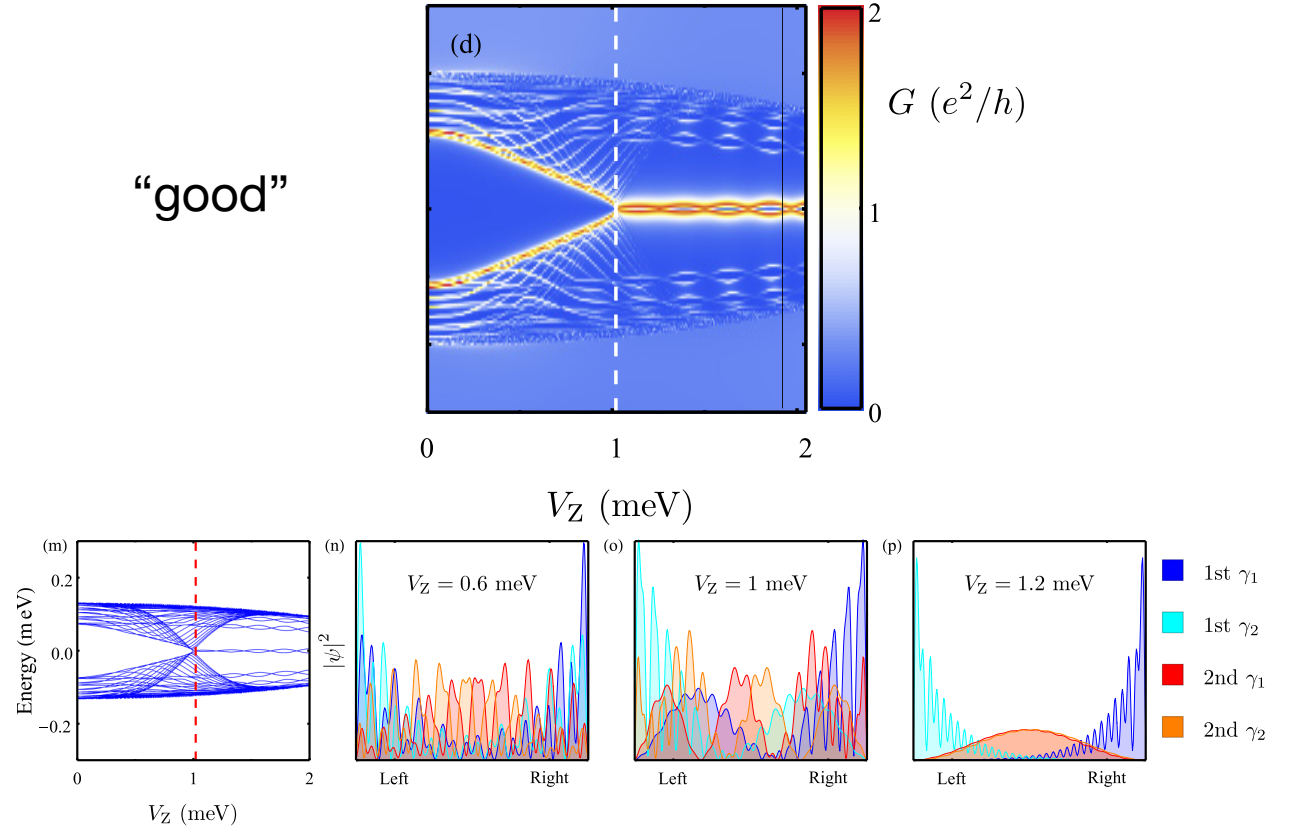 (d)
2
G (e²/h)
“good”
1
0
0 1 2
V_Z (meV)
(m) (n) (o) (p)
0.2
V_Z = 0.6 meV V_Z = 1 meV V_Z = 1.2 meV
1st γ₁
1st γ₂
Energy (meV)
0.0
|ψ|²
2nd γ₁
−0.2
2nd γ₂
0 1 2 Left Right Left Right Left Right
V_Z (meV)